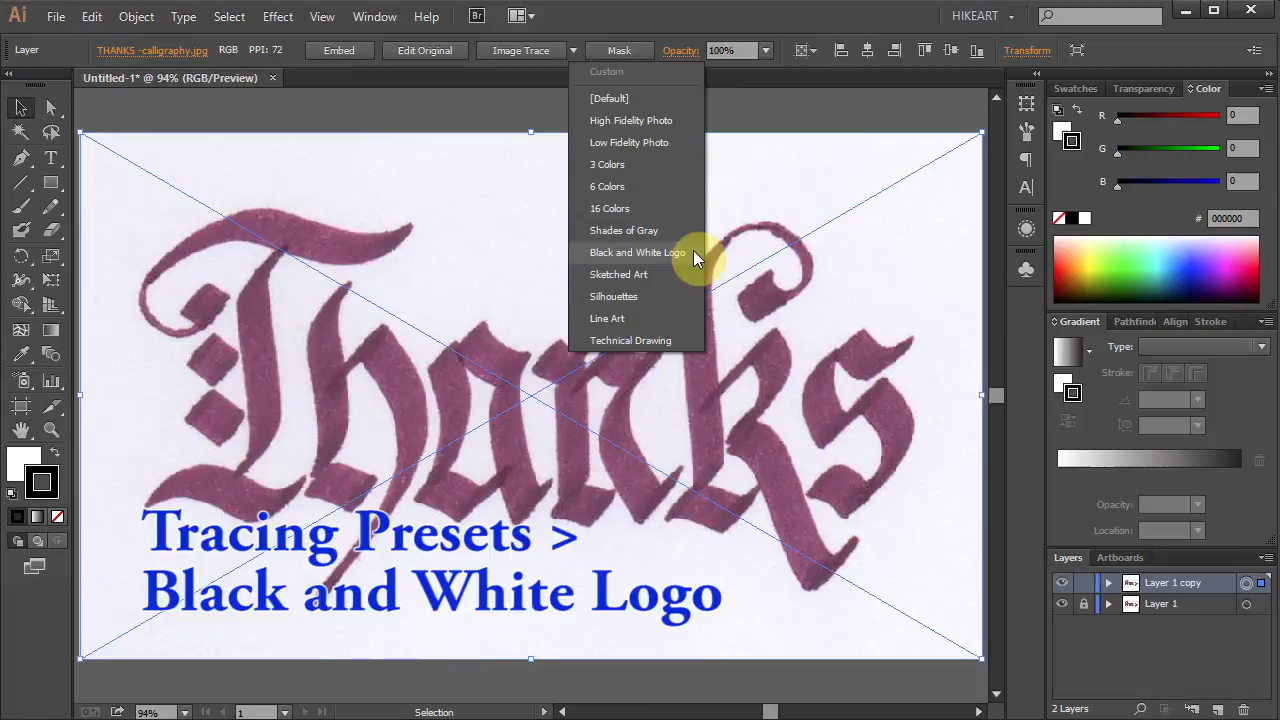 Ai File Edit Object Type Select Effect View Window Help Br HIKEART
Layer THANKS -calligraphy.jpg RGB PPI: 72 Embed Edit Original Image Trace Mask Opacity: 100% Transform
Untitled-1* @ 94% (RGB/Preview) ×
Custom
[Default]
High Fidelity Photo
Low Fidelity Photo
3 Colors
6 Colors
16 Colors
Shades of Gray
Black and White Logo
Sketched Art
Silhouettes
Line Art
Technical Drawing
Thanks
Tracing Presets >
Black and White Logo
Swatches Transparency Color
R 0
G 0
B 0
# 000000
Gradient Pathfind Align Stroke
Type:
Stroke:
Opacity:
Location:
Layers Artboards
Layer 1 copy
Layer 1
2 Layers
94% 1 Selection